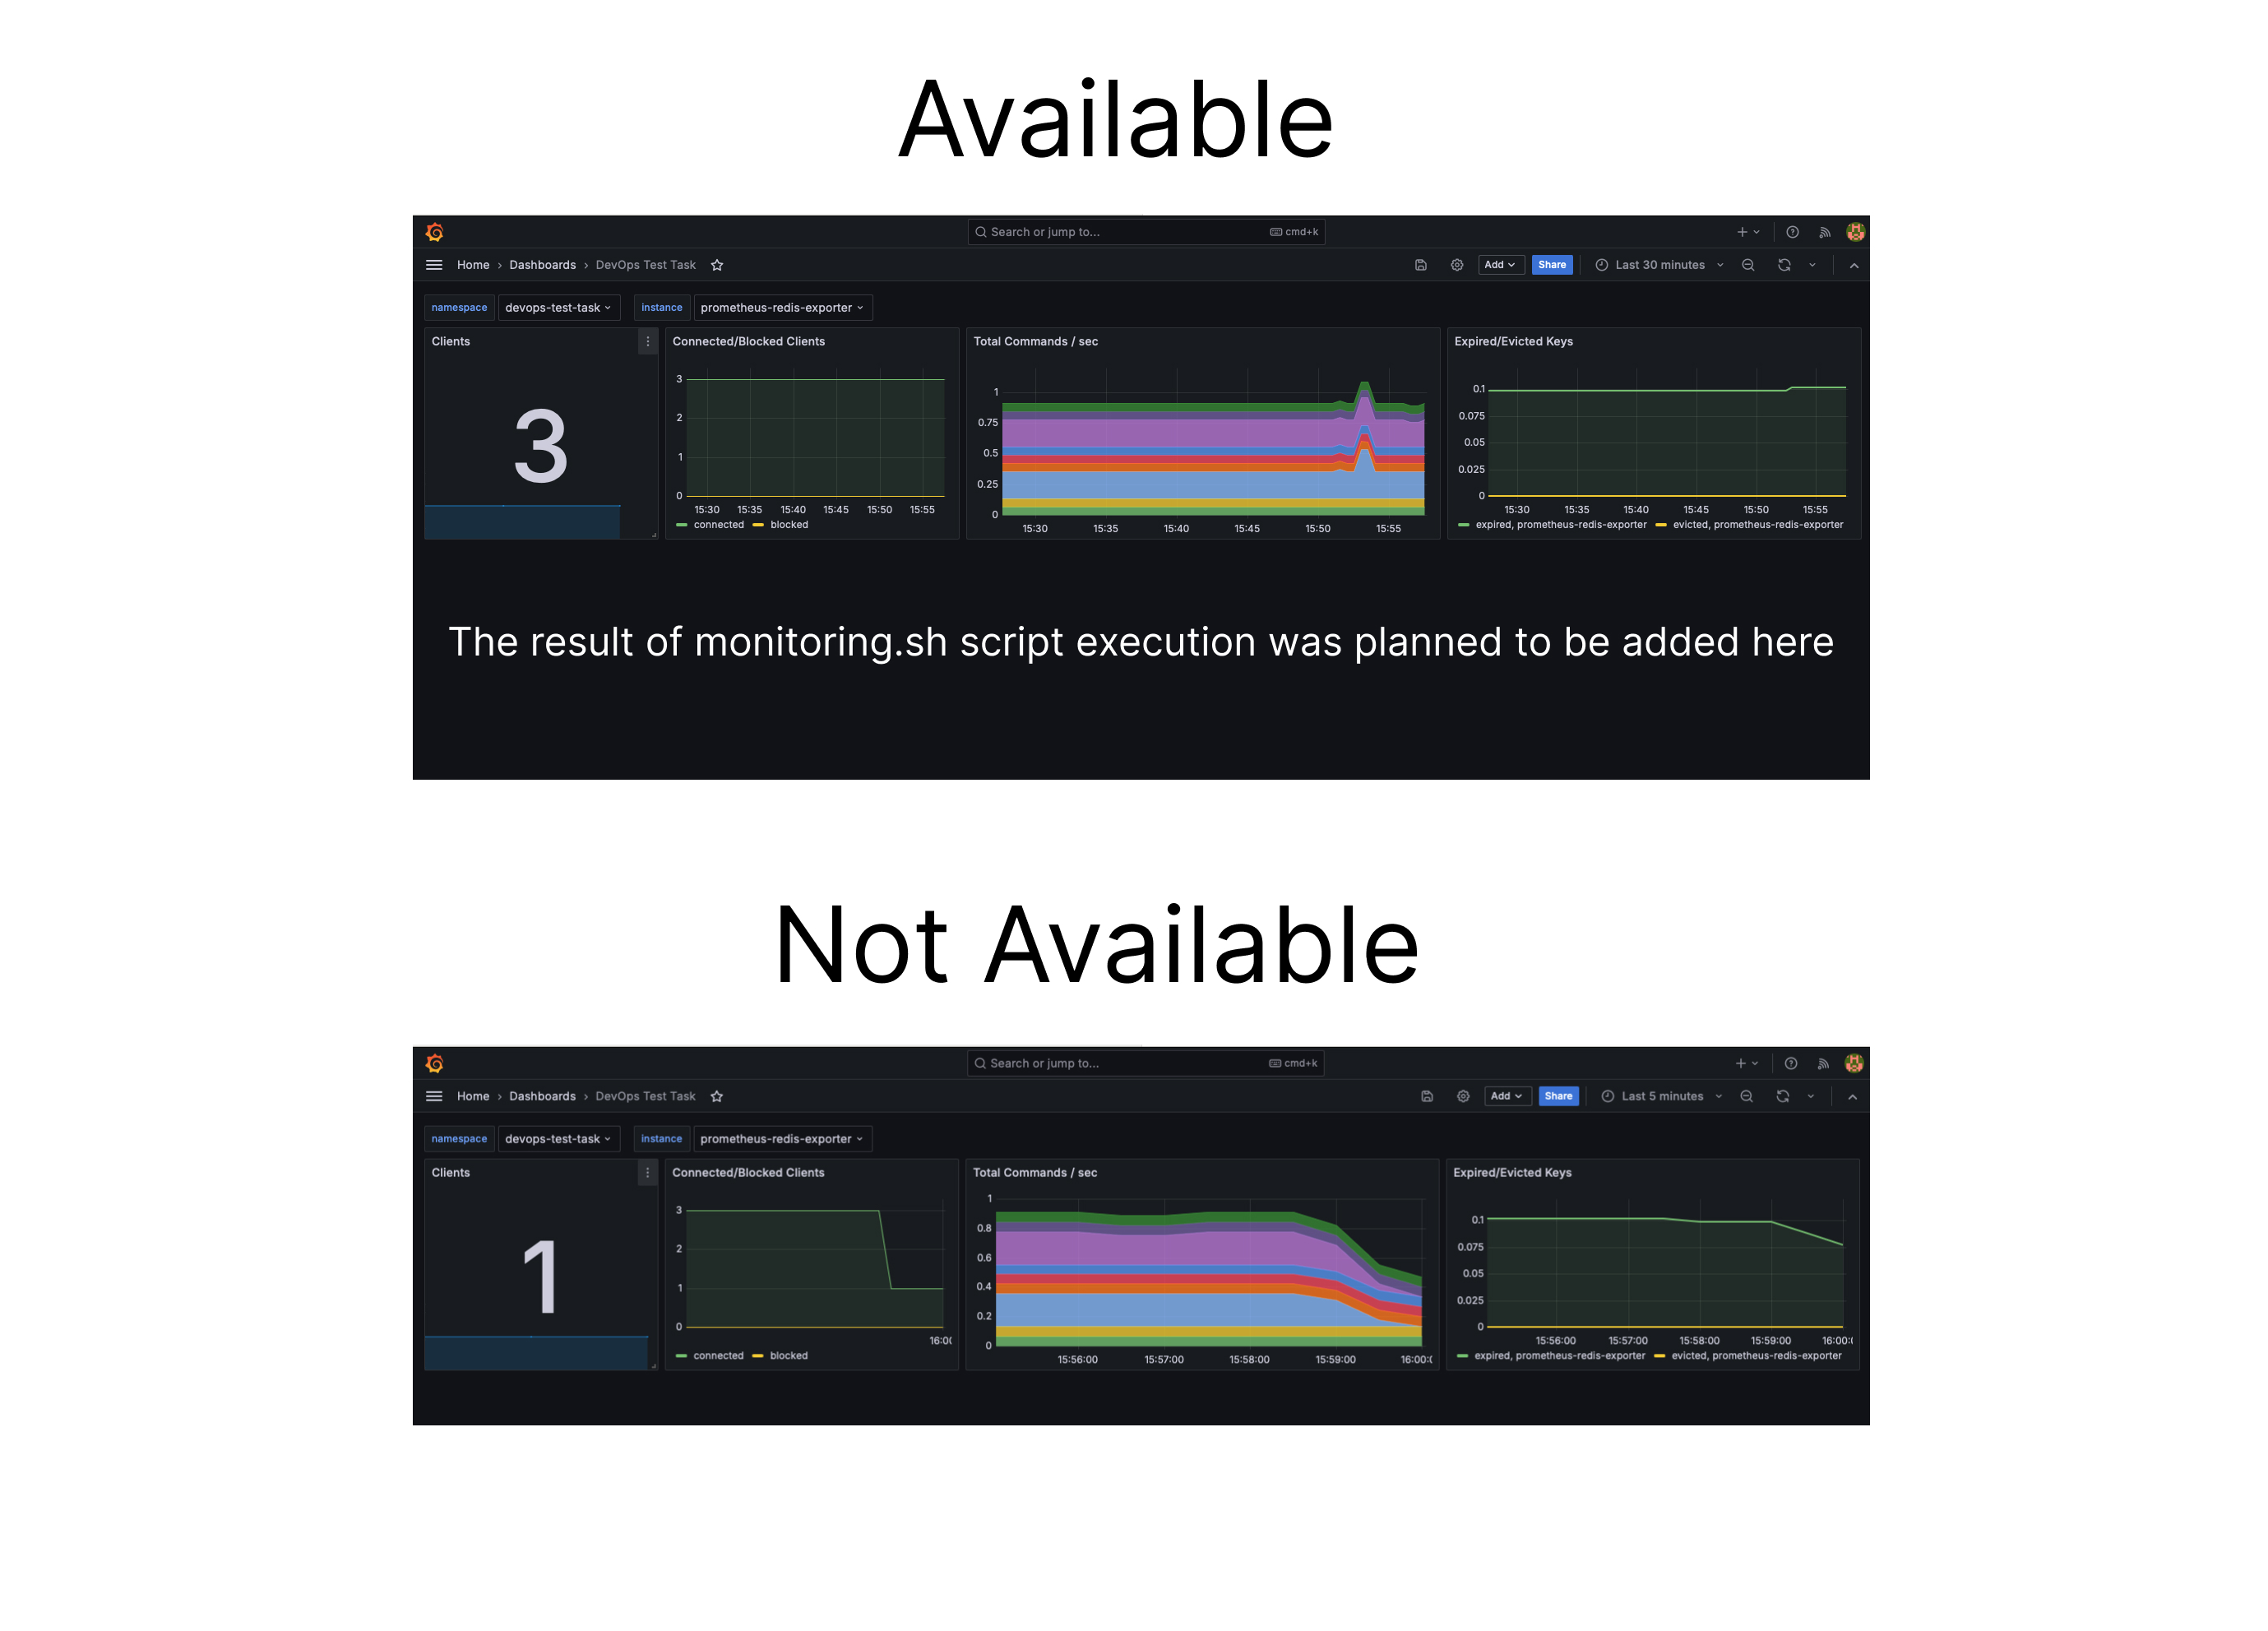 Available
Search or jump to... cmd+k
Home › Dashboards › DevOps Test Task Add Share Last 30 minutes
namespace devops-test-task instance prometheus-redis-exporter
Clients
3
Connected/Blocked Clients
3
2
1
0
15:30 15:35 15:40 15:45 15:50 15:55
connected blocked
Total Commands / sec
1
0.75
0.5
0.25
0
15:30 15:35 15:40 15:45 15:50 15:55
Expired/Evicted Keys
0.1
0.075
0.05
0.025
0
15:30 15:35 15:40 15:45 15:50 15:55
expired, prometheus-redis-exporter evicted, prometheus-redis-exporter
The result of monitoring.sh script execution was planned to be added here
Not Available
Search or jump to... cmd+k
Home › Dashboards › DevOps Test Task Add Share Last 5 minutes
namespace devops-test-task instance prometheus-redis-exporter
Clients
1
Connected/Blocked Clients
3
2
1
0
16:0(
connected blocked
Total Commands / sec
1
0.8
0.6
0.4
0.2
0
15:56:00 15:57:00 15:58:00 15:59:00 16:00:(
Expired/Evicted Keys
0.1
0.075
0.05
0.025
0
15:56:00 15:57:00 15:58:00 15:59:00 16:00:(
expired, prometheus-redis-exporter evicted, prometheus-redis-exporter